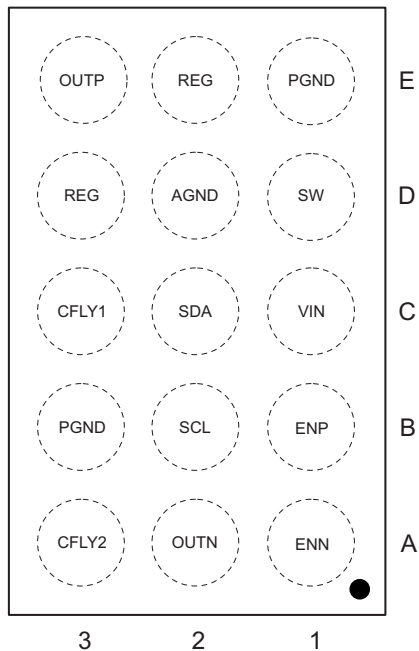 OUTP REG PGND E
REG AGND SW D
CFLY1 SDA VIN C
PGND SCL ENP B
CFLY2 OUTN ENN A
3 2 1